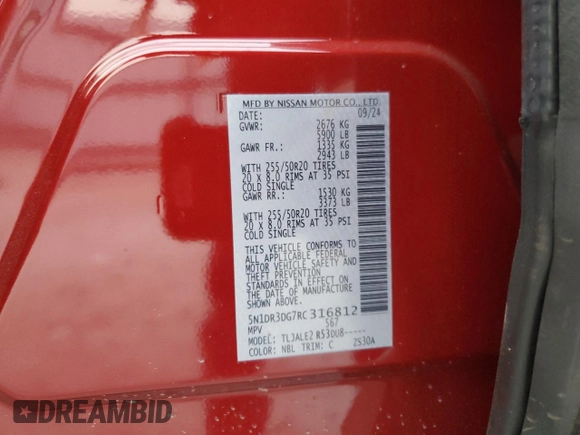 MFD BY NISSAN MOTOR CO., LTD.
DATE: 09/24
GVWR: 2676 KG
5900 LB
GAWR FR.: 1335 KG
2943 LB
WITH 255/50R20 TIRES
20 X 8.0 RIMS AT 35 PSI
COLD SINGLE
GAWR RR.: 1530 KG
3373 LB
WITH 255/50R20 TIRES
20 X 8.0 RIMS AT 35 PSI
COLD SINGLE
THIS VEHICLE CONFORMS TO
ALL APPLICABLE FEDERAL
MOTOR VEHICLE SAFETY AND
THEFT PREVENTION
STANDARDS IN EFFECT ON
THE DATE OF MANUFACTURE
SHOWN ABOVE.
5N1DR3DG7RC316812
MPV 567
MODEL: TLJALE2 R53DU8-----
COLOR: NBL TRIM: C 2530A
DREAMBID